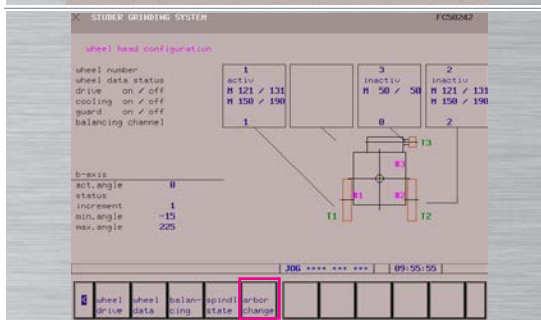 X STUDER GRINDING SYSTEM FC50242
wheel head configuration
wheel number 1 3 2
wheel data status activ inactiv inactiv
drive on / off M 121 / 131 M 50 / 50 M 121 / 131
cooling on / off M 150 / 190 M 150 / 190
guard on / off
balancing channel 1 0 2
T3
#3
b-axis
act.angle 0
status #1 #2
increment 1
min.angle -15 T1 T2
max.angle 225
JOG **** *** *** 09:55:55
wheel wheel balan- spindl arbor
drive data cing state change